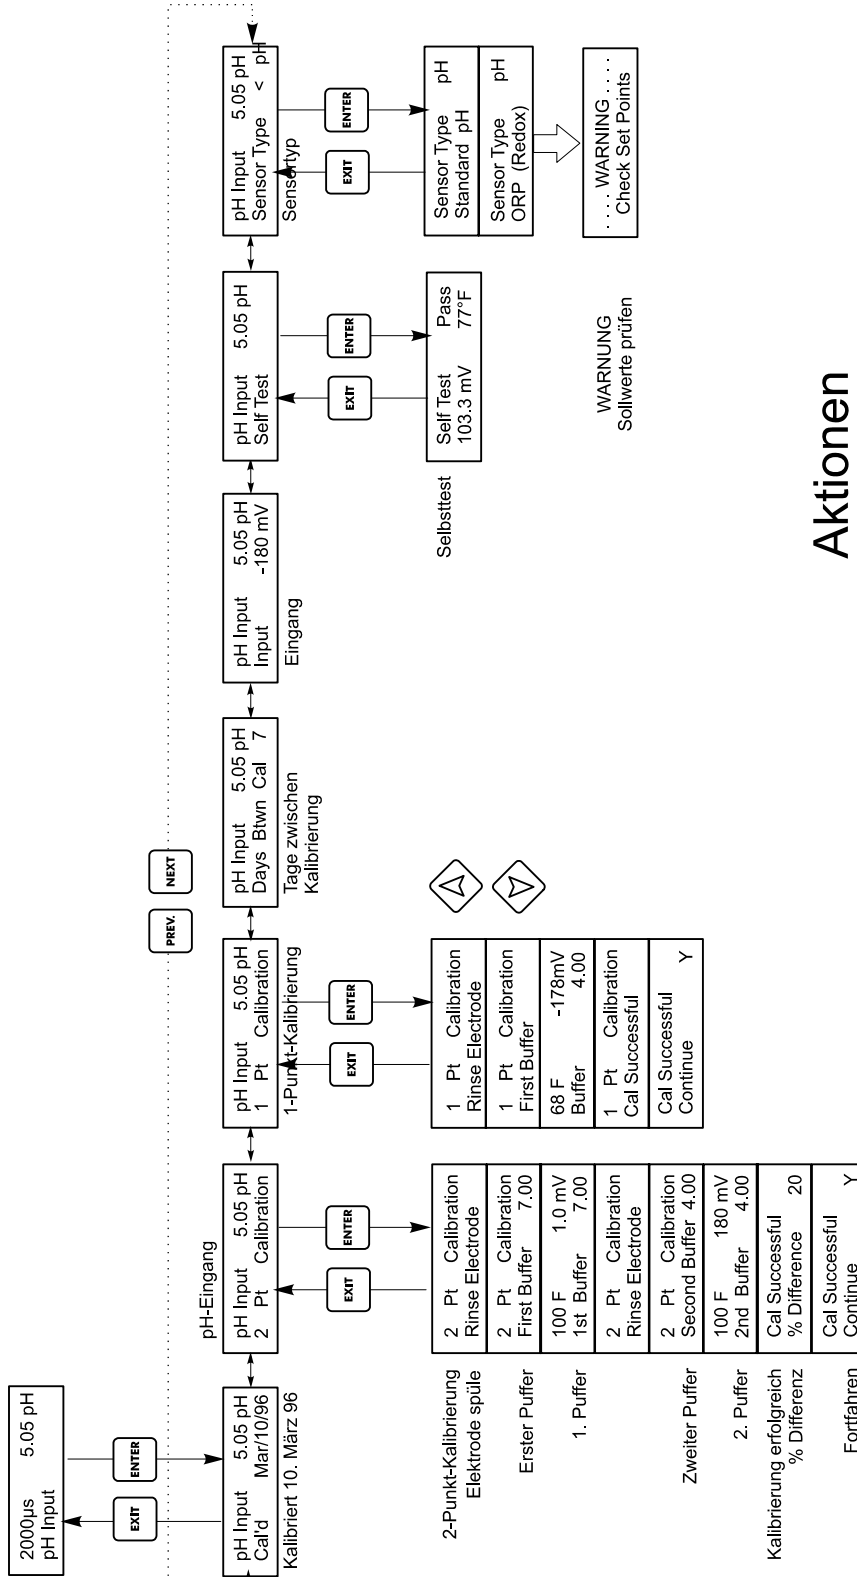 2000µs 5.05 pH
pH Input
EXIT
ENTER
PREV.
NEXT
pH Input 5.05 pH
Cal'd Mar/10/96
Kalibriert 10. März 96
pH-Eingang
pH Input 5.05 pH
2 Pt Calibration
EXIT
ENTER
2 Pt Calibration
Rinse Electrode
2 Pt Calibration
First Buffer 7.00
100 F 1.0 mV
1st Buffer 7.00
2 Pt Calibration
Rinse Electrode
2 Pt Calibration
Second Buffer 4.00
100 F 180 mV
2nd Buffer 4.00
Cal Successful
% Difference 20
Cal Successful
Continue Y
2-Punkt-Kalibrierung
Elektrode spüle
Erster Puffer
1. Puffer
Zweiter Puffer
2. Puffer
Kalibrierung erfolgreich
% Differenz
Fortfahren
pH Input 5.05 pH
1 Pt Calibration
1-Punkt-Kalibrierung
EXIT
ENTER
1 Pt Calibration
Rinse Electrode
1 Pt Calibration
First Buffer
68 F -178mV
Buffer 4.00
1 Pt Calibration
Cal Successful
Cal Successful
Continue Y
pH Input 5.05 pH
Days Btwn Cal 7
Tage zwischen
Kalibrierung
pH Input 5.05 pH
Input -180 mV
Eingang
pH Input 5.05 pH
Self Test
EXIT
ENTER
Self Test Pass
103.3 mV 77°F
Selbsttest
pH Input 5.05 pH
Sensor Type < pH
Sensortyp
EXIT
ENTER
Sensor Type pH
Standard pH
Sensor Type pH
ORP (Redox)
. . . . WARNING . . . .
Check Set Points
WARNUNG
Sollwerte prüfen
Aktionen